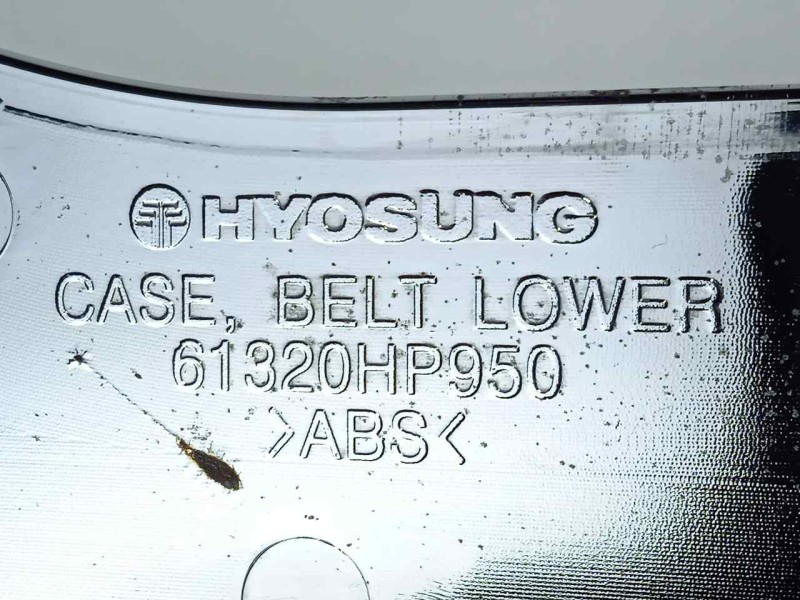 HYOSUNG
CASE, BELT LOWER
61320HP950
>ABS<